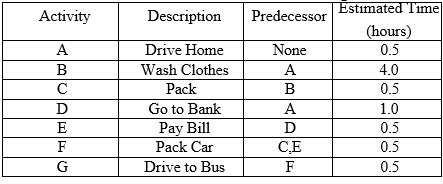 Activity Description Predecessor Estimated Time (hours)
A Drive Home None 0.5
B Wash Clothes A 4.0
C Pack B 0.5
D Go to Bank A 1.0
E Pay Bill D 0.5
F Pack Car C,E 0.5
G Drive to Bus F 0.5